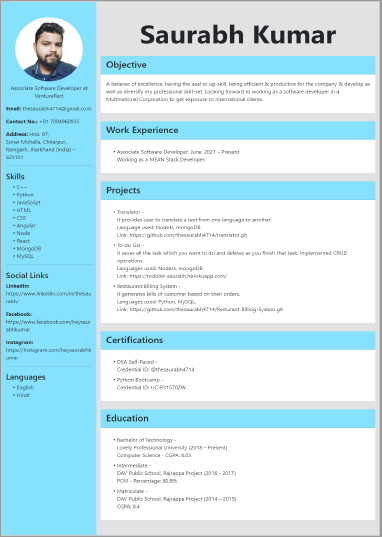 Saurabh Kumar
Associate Software Developer at
VenturePact
Email: thesaurabh4714@gmail.com
Contact No.: +91 7004960935
Address: Hno. 07,
Sonar Mohalla, Chitarpur,
Ramgarh, Jharkhand (India) –
825101
Skills
• C++
• Python
• JavaScript
• HTML
• CSS
• Angular
• Node
• React
• MongoDB
• MySQL
Social Links
LinkedIn:
https://www.linkedin.com/in/thesau
rabh/
Facebook:
https://www.facebook.com/heysaur
abhkumar
Instagram:
https://instagram.com/heysaurabhk
umar
Languages
• English
• Hindi
Objective
A believer of excellence, having the zeal to up-skill, being efficient & productive for the company & develop as
well as diversify my professional skill-set. Looking forward to working as a software developer in a
Multinational Corporation to get exposure to international clients.
Work Experience
• Associate Software Developer: June, 2021 – Present
Working as a MEAN Stack Developer.
Projects
• Translator -
It provides user to translate a text from one language to another.
Language used: NodeJs, mongoDB.
Link: https://github.com/thesaurabh4714/translator.git
• To-do List -
It saves all the task which you want to do and deletes as you finish that task. Implemented CRUD
operations.
Languages used: NodeJs, mongoDB.
Link: https://todolist-saurabh.herokuapp.com/
• Restaurant Billing System -
It generates bills of customer based on their orders.
Languages used: Python, MySQL.
Link: https://github.com/thesaurabh4714/Resturant-Billing-System.git
Certifications
• DSA Self-Paced -
Credential ID: @thesaurabh4714
• Python Bootcamp -
Credential ID: UC-P31570ZW
Education
• Bachelor of Technology -
Lovely Professional University (2018 – Present)
Computer Science - CGPA: 8.03
• Intermediate -
DAV Public School, Rajrappa Project (2016 - 2017)
PCM - Percentage: 80.8%
• Matriculate -
DAV Public School, Rajrappa Project (2014 – 2015)
CGPA: 8.4